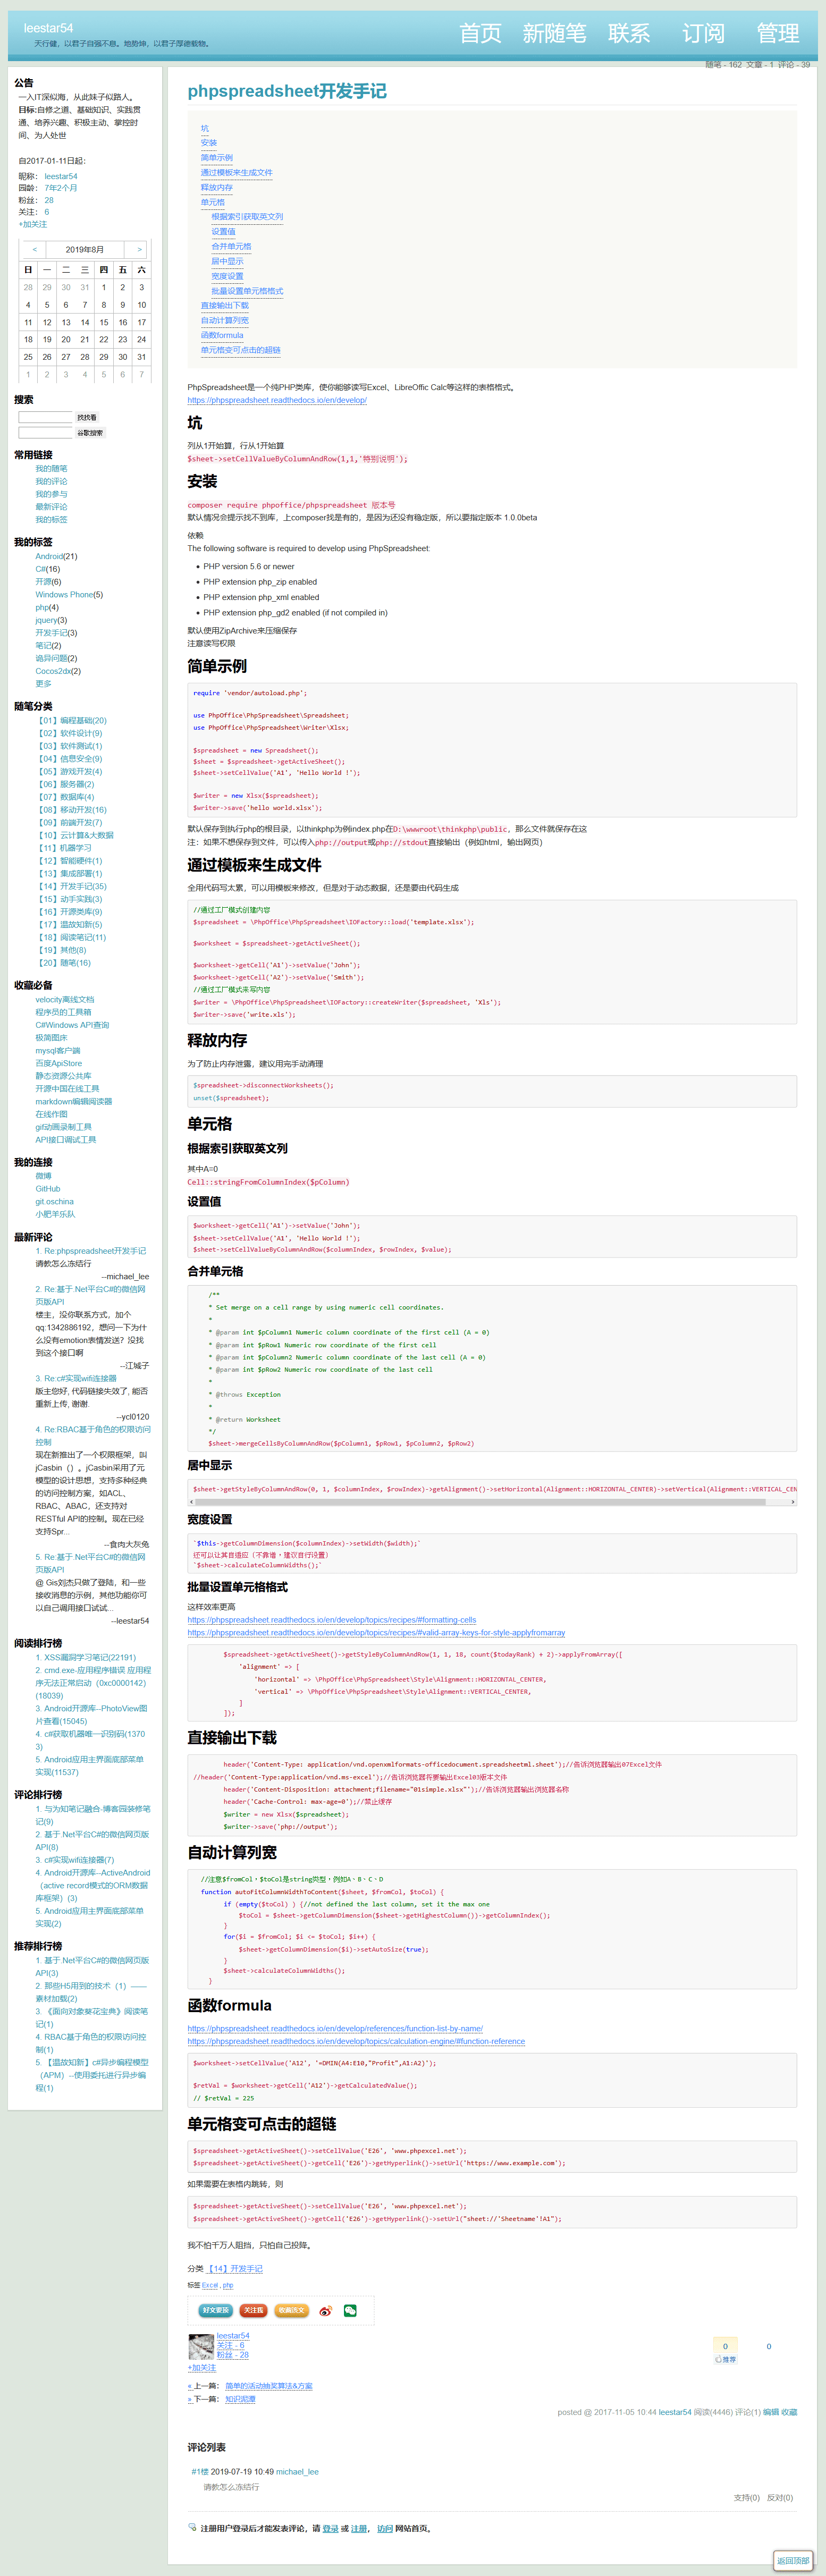 leestar54
天行健，以君子自强不息。地势坤，以君子厚德载物。
首页 新随笔 联系 订阅 管理
随笔 - 162 文章 - 1 评论 - 39
公告
一入IT深似海，从此妹子似路人。
目标:自修之道、基础知识、实践贯
通、培养兴趣、积极主动、掌控时
间、为人处世
自2017-01-11日起:
昵称： leestar54
园龄： 7年2个月
粉丝： 28
关注： 6
+加关注
< 2019年8月 >
日 一 二 三 四 五 六
28 29 30 31 1 2 3
4 5 6 7 8 9 10
11 12 13 14 15 16 17
18 19 20 21 22 23 24
25 26 27 28 29 30 31
1 2 3 4 5 6 7
搜索
找找看
谷歌搜索
常用链接
我的随笔
我的评论
我的参与
最新评论
我的标签
我的标签
Android(21)
C#(16)
开源(6)
Windows Phone(5)
php(4)
jquery(3)
开发手记(3)
笔记(2)
诡异问题(2)
Cocos2dx(2)
更多
随笔分类
【01】编程基础(20)
【02】软件设计(9)
【03】软件测试(1)
【04】信息安全(9)
【05】游戏开发(4)
【06】服务器(2)
【07】数据库(4)
【08】移动开发(16)
【09】前端开发(7)
【10】云计算&大数据
【11】机器学习
【12】智能硬件(1)
【13】集成部署(1)
【14】开发手记(35)
【15】动手实践(3)
【16】开源类库(9)
【17】温故知新(5)
【18】阅读笔记(11)
【19】其他(8)
【20】随笔(16)
收藏必备
velocity离线文档
程序员的工具箱
C#Windows API查询
极简图床
mysql客户端
百度ApiStore
静态资源公共库
开源中国在线工具
markdown编辑阅读器
在线作图
gif动画录制工具
API接口调试工具
我的连接
微博
GitHub
git oschina
小肥羊乐队
最新评论
1. Re:phpspreadsheet开发手记
请教怎么冻结行
--michael_lee
2. Re:基于.Net平台C#的微信网
页版API
楼主，没你联系方式，加个
qq:1342886192，想问一下为什
么没有emotion表情发送？没找
到这个接口啊
--江城子
3. Re:c#实现wifi连接器
版主您好, 代码链接失效了, 能否
重新上传, 谢谢.
--ycl0120
4. Re:RBAC基于角色的权限访问
控制
现在新推出了一个权限框架，叫
jCasbin（）。jCasbin采用了元
模型的设计思想，支持多种经典
的访问控制方案，如ACL、
RBAC、ABAC，还支持对
RESTful API的控制。现在已经
支持Spr...
--食肉大灰兔
5. Re:基于.Net平台C#的微信网
页版API
@ Gis刘杰只做了登陆，和一些
接收消息的示例，其他功能你可
以自己调用接口试试...
--leestar54
阅读排行榜
1. XSS漏洞学习笔记(22191)
2. cmd.exe-应用程序错误 应用程
序无法正常启动（0xc0000142）
(18039)
3. Android开源库--PhotoView图
片查看(15045)
4. c#获取机器唯一识别码(1370
3)
5. Android应用主界面底部菜单
实现(11537)
评论排行榜
1. 与为知笔记融合-博客园装修笔
记(9)
2. 基于.Net平台C#的微信网页版
API(8)
3. c#实现wifi连接器(7)
4. Android开源库--ActiveAndroid
（active record模式的ORM数据
库框架）(3)
5. Android应用主界面底部菜单
实现(2)
推荐排行榜
1. 基于.Net平台C#的微信网页版
API(3)
2. 那些H5用到的技术（1）——
素材加载(2)
3. 《面向对象葵花宝典》阅读笔
记(1)
4. RBAC基于角色的权限访问控
制(1)
5. 【温故知新】c#异步编程模型
（APM）--使用委托进行异步编
程(1)
phpspreadsheet开发手记
坑
安装
简单示例
通过模板来生成文件
释放内存
单元格
根据索引获取英文列
设置值
合并单元格
居中显示
宽度设置
批量设置单元格格式
直接输出下载
自动计算列宽
函数formula
单元格变可点击的超链
PhpSpreadsheet是一个纯PHP类库，使你能够读写Excel、LibreOffic Calc等这样的表格格式。
https://phpspreadsheet.readthedocs.io/en/develop/
坑
列从1开始算，行从1开始算
$sheet->setCellValueByColumnAndRow(1,1,'特别说明');
安装
composer require phpoffice/phpspreadsheet 版本号
默认情况会提示找不到库，上composer找是有的，是因为还没有稳定版，所以要指定版本 1.0.0beta
依赖
The following software is required to develop using PhpSpreadsheet:
PHP version 5.6 or newer
PHP extension php_zip enabled
PHP extension php_xml enabled
PHP extension php_gd2 enabled (if not compiled in)
默认使用ZipArchive来压缩保存
注意读写权限
简单示例
require 'vendor/autoload.php';
use PhpOffice\PhpSpreadsheet\Spreadsheet;
use PhpOffice\PhpSpreadsheet\Writer\Xlsx;
$spreadsheet = new Spreadsheet();
$sheet = $spreadsheet->getActiveSheet();
$sheet->setCellValue('A1', 'Hello World !');
$writer = new Xlsx($spreadsheet);
$writer->save('hello world.xlsx');
默认保存到执行php的根目录，以thinkphp为例index.php在D:\wwwroot\thinkphp\public，那么文件就保存在这
注：如果不想保存到文件，可以传入php://output或php://stdout直接输出（例如html，输出网页）
通过模板来生成文件
全用代码写太累，可以用模板来修改，但是对于动态数据，还是要由代码生成
//通过工厂模式创建内容
$spreadsheet = \PhpOffice\PhpSpreadsheet\IOFactory::load('template.xlsx');
$worksheet = $spreadsheet->getActiveSheet();
$worksheet->getCell('A1')->setValue('John');
$worksheet->getCell('A2')->setValue('Smith');
//通过工厂模式来写内容
$writer = \PhpOffice\PhpSpreadsheet\IOFactory::createWriter($spreadsheet, 'Xls');
$writer->save('write.xls');
释放内存
为了防止内存泄露，建议用完手动清理
$spreadsheet->disconnectWorksheets();
unset($spreadsheet);
单元格
根据索引获取英文列
其中A=0
Cell::stringFromColumnIndex($pColumn)
设置值
$worksheet->getCell('A1')->setValue('John');
$sheet->setCellValue('A1', 'Hello World !');
$sheet->setCellValueByColumnAndRow($columnIndex, $rowIndex, $value);
合并单元格
/**
* Set merge on a cell range by using numeric cell coordinates.
*
* @param int $pColumn1 Numeric column coordinate of the first cell (A = 0)
* @param int $pRow1 Numeric row coordinate of the first cell
* @param int $pColumn2 Numeric column coordinate of the last cell (A = 0)
* @param int $pRow2 Numeric row coordinate of the last cell
*
* @throws Exception
*
* @return Worksheet
*/
$sheet->mergeCellsByColumnAndRow($pColumn1, $pRow1, $pColumn2, $pRow2)
居中显示
$sheet->getStyleByColumnAndRow(0, 1, $columnIndex, $rowIndex)->getAlignment()->setHorizontal(Alignment::HORIZONTAL_CENTER)->setVertical(Alignment::VERTICAL_CEN
宽度设置
`$this->getColumnDimension($columnIndex)->setWidth($width);`
还可以让其自适应（不靠谱，建议自行设置）
`$sheet->calculateColumnWidths();`
批量设置单元格格式
这样效率更高
https://phpspreadsheet.readthedocs.io/en/develop/topics/recipes/#formatting-cells
https://phpspreadsheet.readthedocs.io/en/develop/topics/recipes/#valid-array-keys-for-style-applyfromarray
$spreadsheet->getActiveSheet()->getStyleByColumnAndRow(1, 1, 18, count($todayRank) + 2)->applyFromArray([
'alignment' => [
'horizontal' => \PhpOffice\PhpSpreadsheet\Style\Alignment::HORIZONTAL_CENTER,
'vertical' => \PhpOffice\PhpSpreadsheet\Style\Alignment::VERTICAL_CENTER,
]
]);
直接输出下载
header('Content-Type: application/vnd.openxmlformats-officedocument.spreadsheetml.sheet');//告诉浏览器输出07Excel文件
//header('Content-Type:application/vnd.ms-excel');//告诉浏览器将要输出Excel03版本文件
header('Content-Disposition: attachment;filename="01simple.xlsx"');//告诉浏览器输出浏览器名称
header('Cache-Control: max-age=0');//禁止缓存
$writer = new Xlsx($spreadsheet);
$writer->save('php://output');
自动计算列宽
//注意$fromCol，$toCol是string类型，例如A、B、C、D
function autoFitColumnWidthToContent($sheet, $fromCol, $toCol) {
if (empty($toCol) ) {//not defined the last column, set it the max one
$toCol = $sheet->getColumnDimension($sheet->getHighestColumn())->getColumnIndex();
}
for($i = $fromCol; $i <= $toCol; $i++) {
$sheet->getColumnDimension($i)->setAutoSize(true);
}
$sheet->calculateColumnWidths();
}
函数formula
https://phpspreadsheet.readthedocs.io/en/develop/references/function-list-by-name/
https://phpspreadsheet.readthedocs.io/en/develop/topics/calculation-engine/#function-reference
$worksheet->setCellValue('A12', '=DMIN(A4:E10,"Profit",A1:A2)');
$retVal = $worksheet->getCell('A12')->getCalculatedValue();
// $retVal = 225
单元格变可点击的超链
$spreadsheet->getActiveSheet()->setCellValue('E26', 'www.phpexcel.net');
$spreadsheet->getActiveSheet()->getCell('E26')->getHyperlink()->setUrl('https://www.example.com');
如果需要在表格内跳转，则
$spreadsheet->getActiveSheet()->setCellValue('E26', 'www.phpexcel.net');
$spreadsheet->getActiveSheet()->getCell('E26')->getHyperlink()->setUrl("sheet://'Sheetname'!A1");
我不怕千万人阻挡，只怕自己投降。
分类 【14】开发手记
标签 Excel , php
好文要顶 关注我 收藏该文
leestar54
关注 - 6
粉丝 - 28
+加关注
0 0
推荐
« 上一篇： 简单的活动抽奖算法&方案
» 下一篇： 知识泥潭
posted @ 2017-11-05 10:44 leestar54 阅读(4446) 评论(1) 编辑 收藏
评论列表
#1楼 2019-07-19 10:49 michael_lee
请教怎么冻结行
支持(0) 反对(0)
注册用户登录后才能发表评论，请 登录 或 注册， 访问 网站首页。
返回顶部